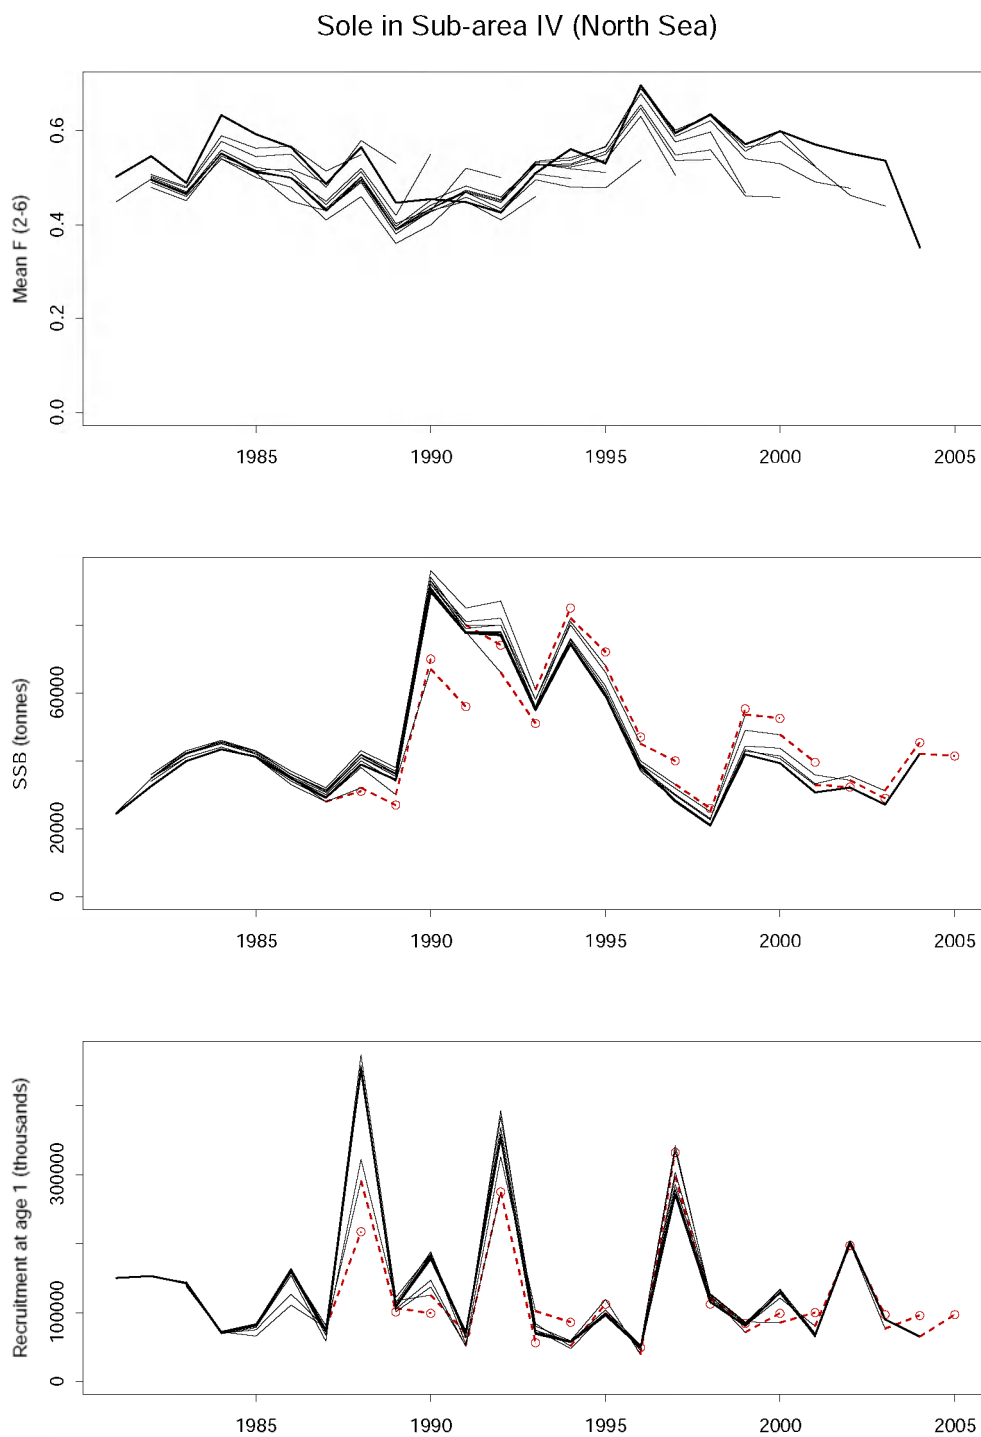 Sole in Sub-area IV (North Sea)
Mean F (2-6)
0.6
0.4
0.2
0.0
1985 1990 1995 2000 2005
SSB (tonnes)
60000
20000
0
1985 1990 1995 2000 2005
Recruitment at age 1 (thousands)
300000
100000
0
1985 1990 1995 2000 2005